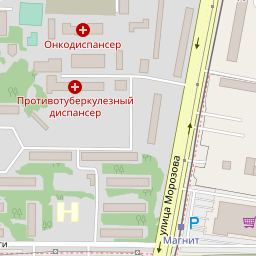 Онкодиспансер
Противотуберкулезный
диспансер
улица Морозова
P
Магнит
H